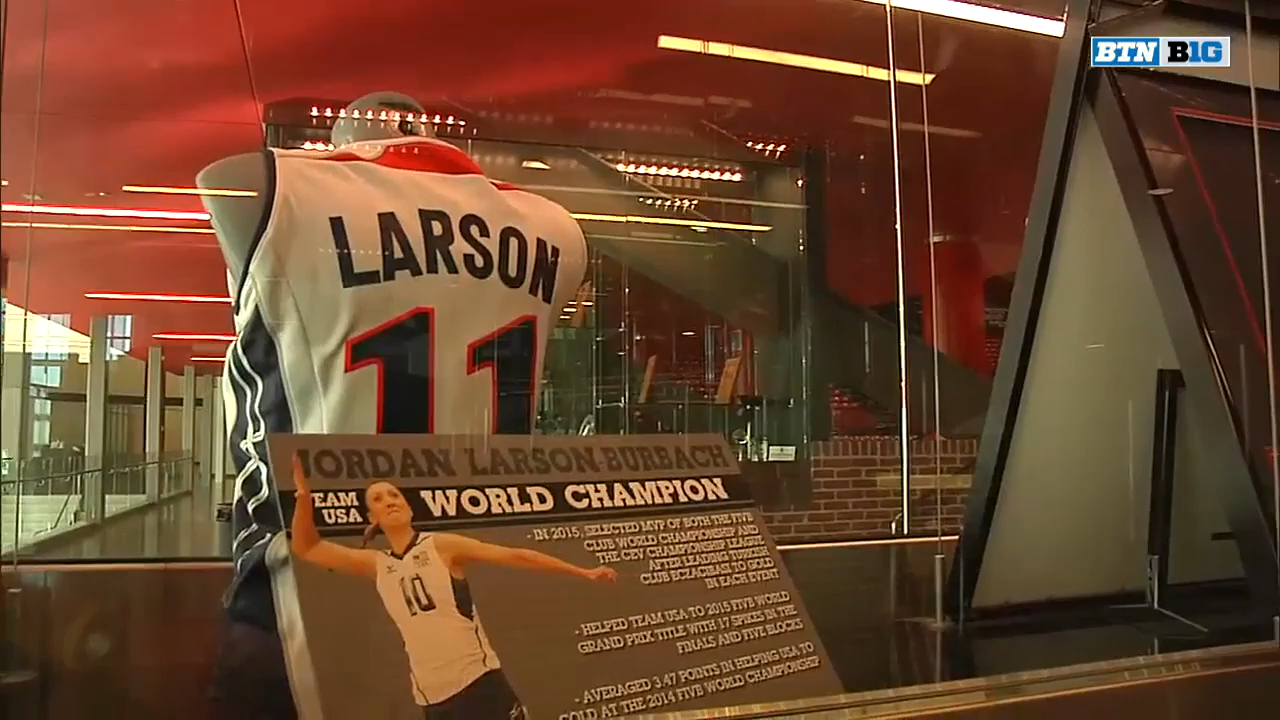 BTN B1G
LARSON
11
JORDAN LARSON-BURBACH
TEAM USA WORLD CHAMPION
10
- IN 2015, SELECTED MVP OF BOTH THE FIVB
CLUB WORLD CHAMPIONSHIP AND
THE CEV CHAMPIONSHIP LEAGUE
AFTER LEADING TURKISH
CLUB ECZACIBASI TO GOLD
IN EACH EVENT
- HELPED TEAM USA TO 2015 FIVB WORLD
GRAND PRIX TITLE WITH 17 SPIKES IN THE
FINALS AND FIVE BLOCKS
- AVERAGED 3.47 POINTS IN HELPING USA TO
GOLD AT THE 2014 FIVB WORLD CHAMPIONSHIP